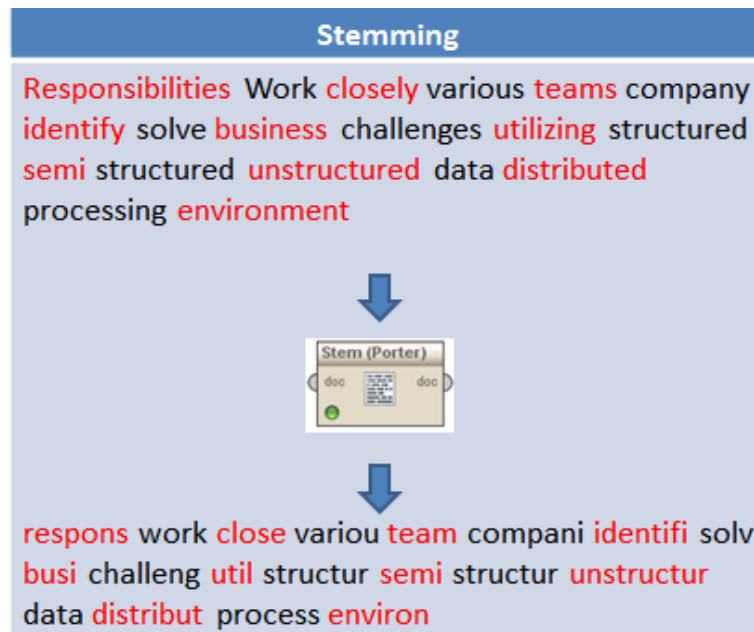 Stemming
Responsibilities Work closely various teams company
identify solve business challenges utilizing structured
semi structured unstructured data distributed
processing environment
Stem (Porter)
doc doc
respons work close variou team compani identifi solv
busi challeng util structur semi structur unstructur
data distribut process environ